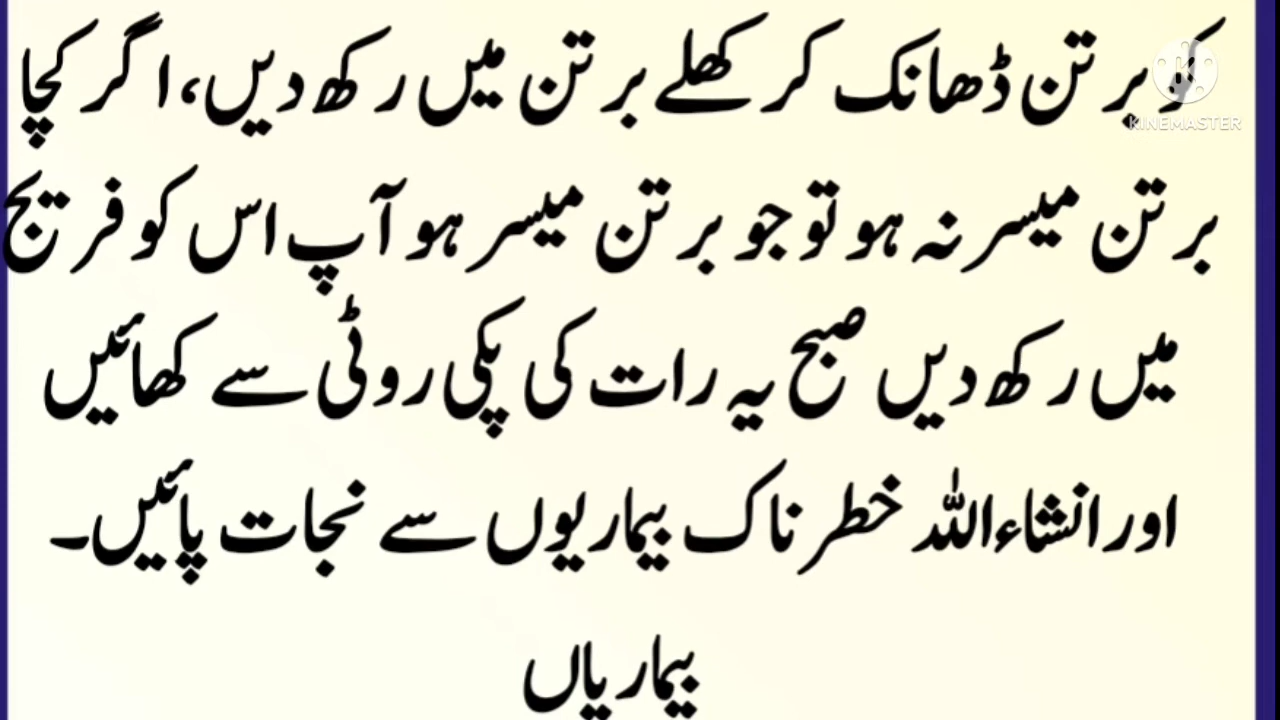 کو برتن ڈھانک کر کھلے برتن میں رکھ دیں، اگر کچا
برتن میسر نہ ہو تو جو برتن میسر ہو آپ اس کو فریج
میں رکھ دیں صبح یہ رات کی پکی روٹی سے کھائیں
اور انشاءاللہ خطرناک بیماریوں سے نجات پائیں۔
بیماریاں
KINEMASTER